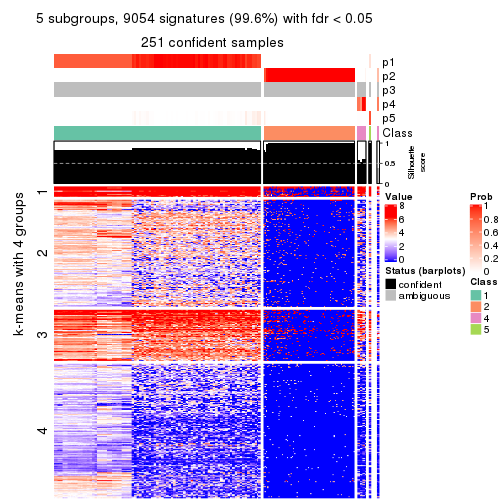 5 subgroups, 9054 signatures (99.6%) with fdr < 0.05
251 confident samples
p1
p2
p3
p4
p5
Class
1
0.5
0
Silhouette
score
k-means with 4 groups
1
2
3
4
Value
8
6
4
2
0
Status (barplots)
confident
ambiguous
Prob
1
0.8
0.6
0.4
0.2
0
Class
1
2
4
5